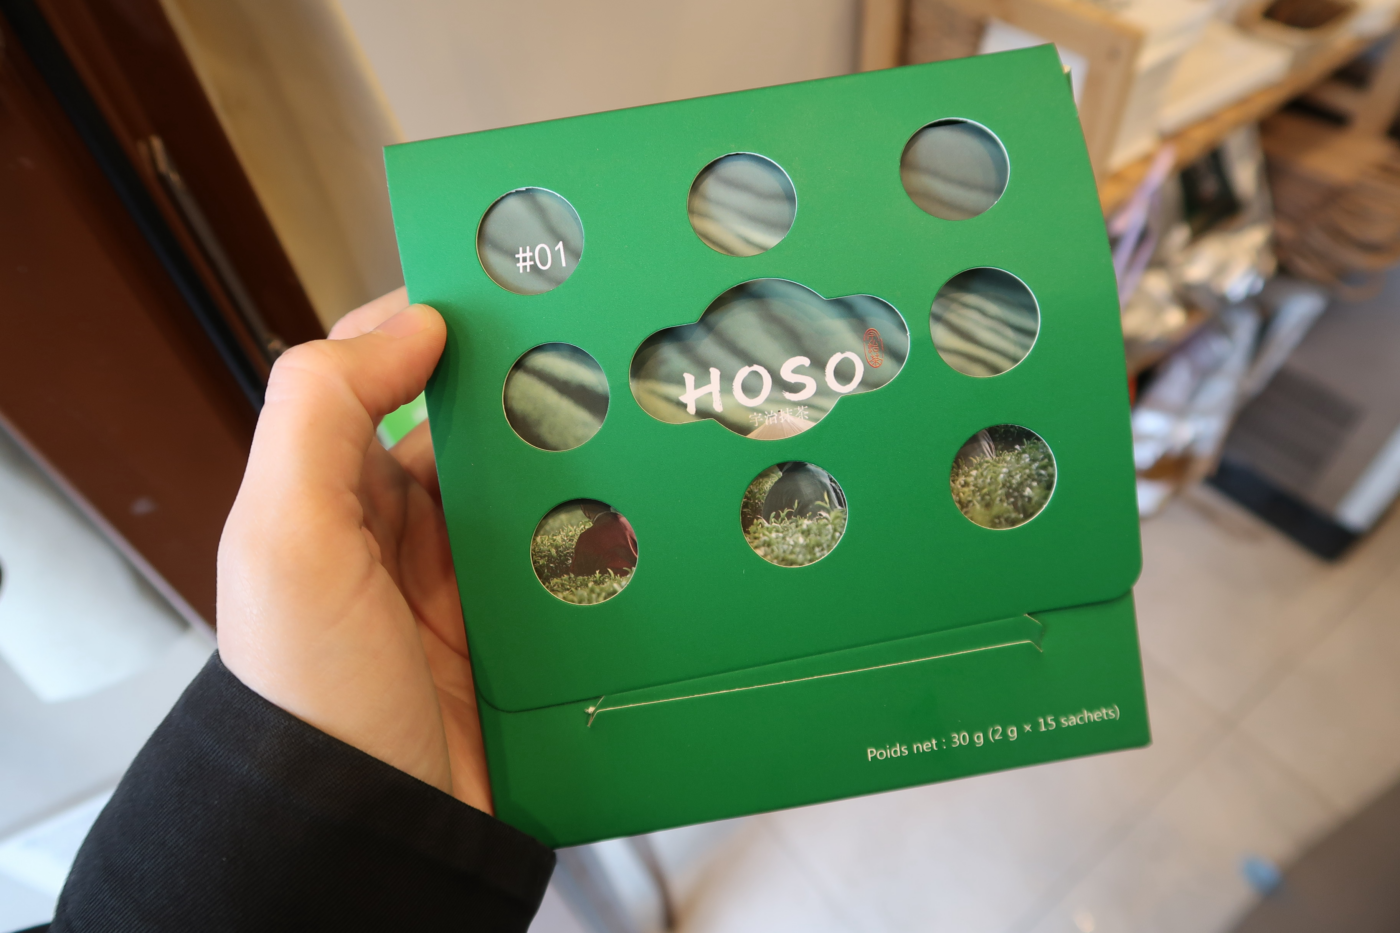 #01
HOSO
宇治抹茶
Poids net : 30 g (2 g × 15 sachets)